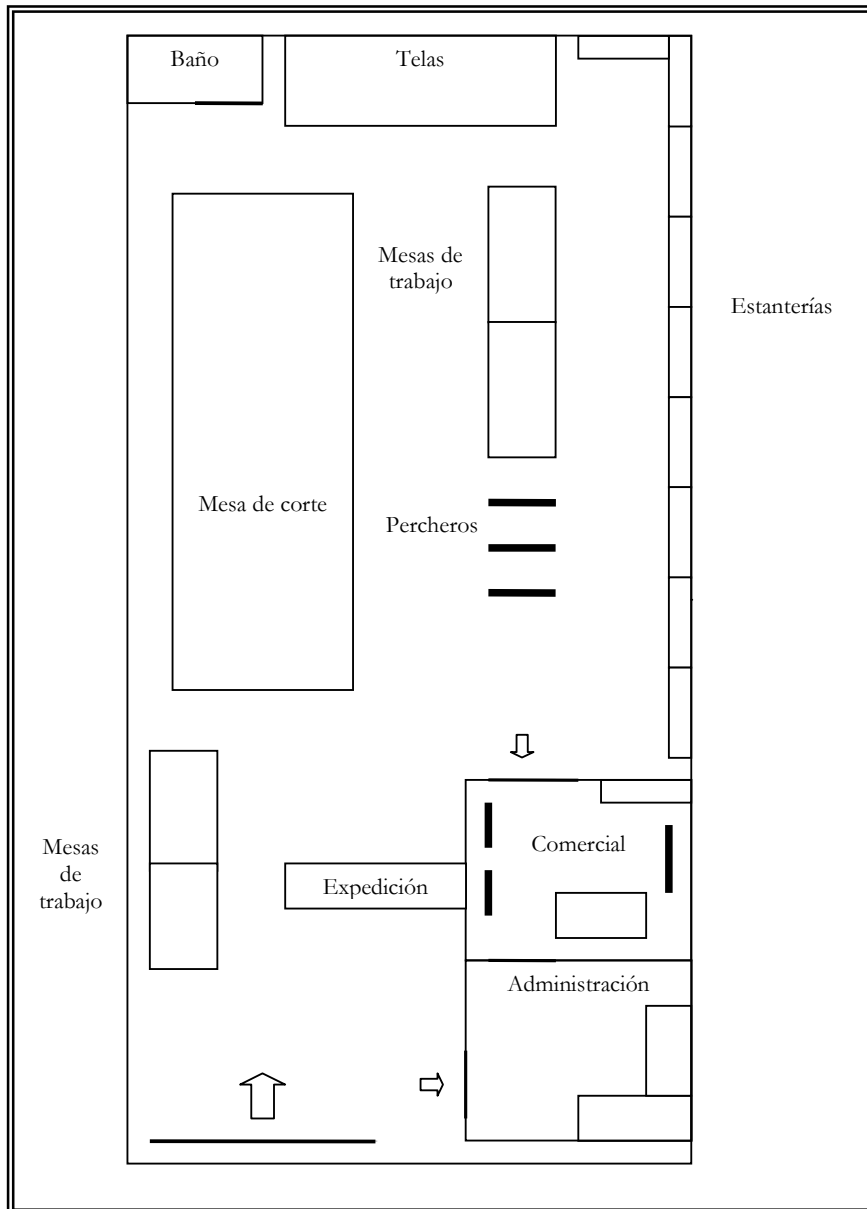 Baño
Telas
Mesas de
trabajo
Estanterías
Mesa de corte
Percheros
Mesas
de
trabajo
Comercial
Expedición
Administración